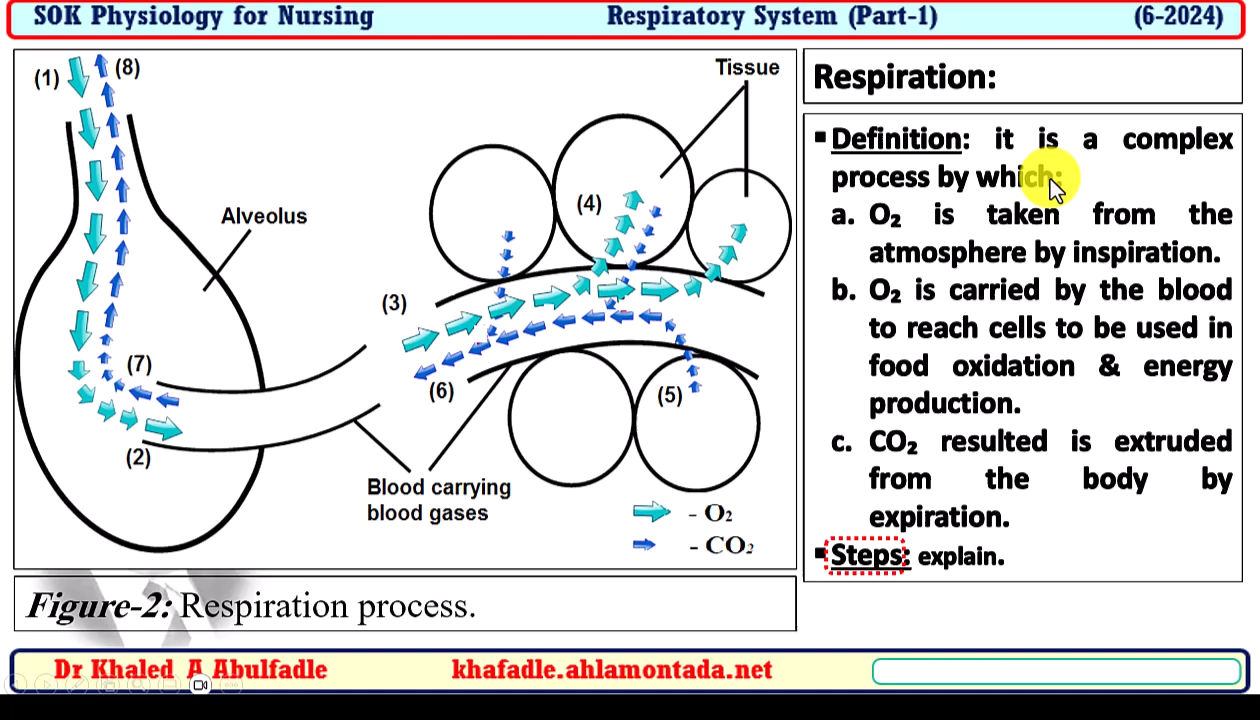 SOK Physiology for Nursing Respiratory System (Part-1) (6-2024)
(1)
(8)
Tissue
(4)
Alveolus
(3)
(7)
(6)
(5)
(2)
Blood carrying
blood gases
- O₂
- CO₂
Figure-2: Respiration process.
Respiration:
▪ Definition: it is a complex
process by which:
a. O₂ is taken from the
atmosphere by inspiration.
b. O₂ is carried by the blood
to reach cells to be used in
food oxidation & energy
production.
c. CO₂ resulted is extruded
from the body by
expiration.
▪ Steps: explain.
Dr Khaled A Abulfadle khafadle.ahlamontada.net